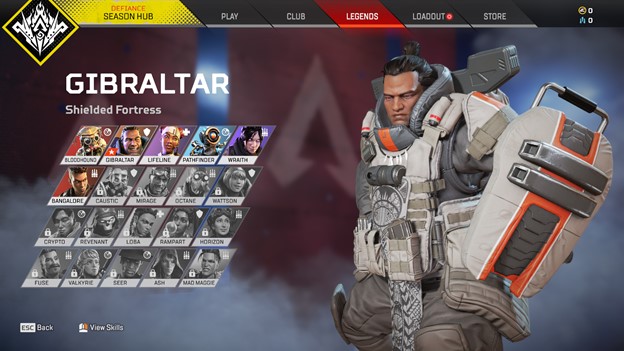 DEFIANCE
SEASON HUB
PLAY
CLUB
LEGENDS
LOADOUT
STORE
0
0
GIBRALTAR
Shielded Fortress
BLOODHOUND GIBRALTAR LIFELINE PATHFINDER WRAITH
BANGALORE CAUSTIC MIRAGE OCTANE WATTSON
CRYPTO REVENANT LOBA RAMPART HORIZON
FUSE VALKYRIE SEER ASH MAD MAGGIE
ESC Back
View Skills